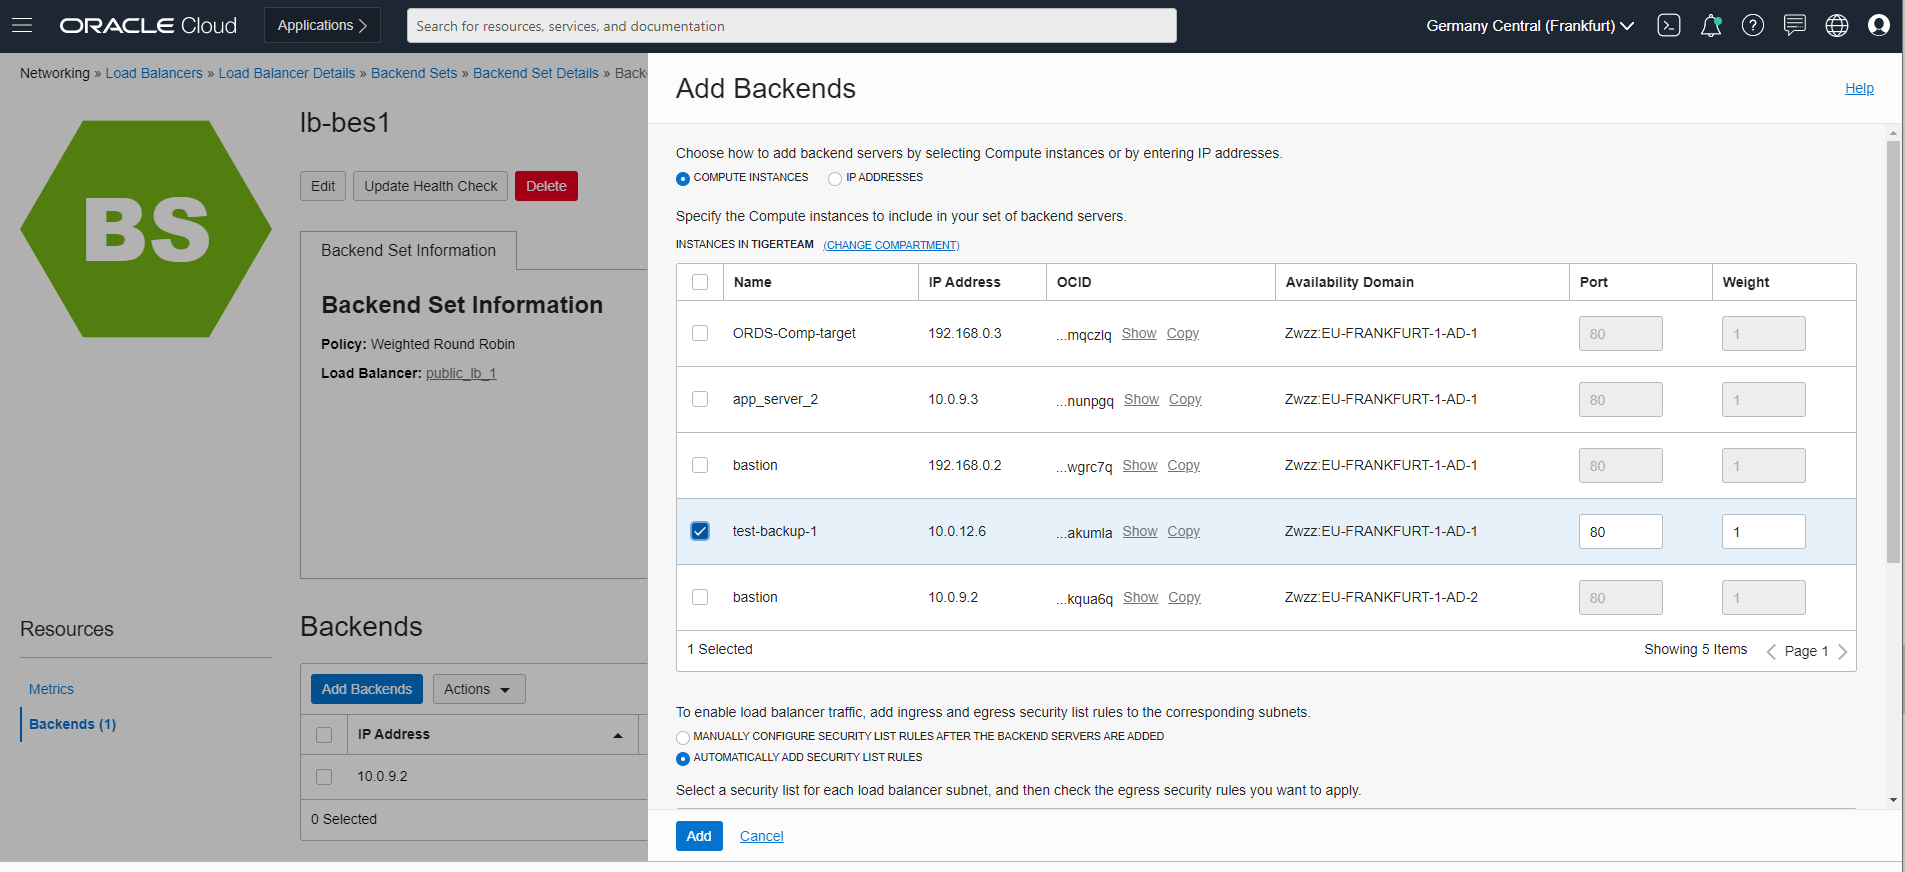 ORACLE Cloud
Applications
Search for resources, services, and documentation
Germany Central (Frankfurt)
Networking » Load Balancers » Load Balancer Details » Backend Sets » Backend Set Details » Backe
BS
lb-bes1
Edit
Update Health Check
Delete
Backend Set Information
Backend Set Information
Policy: Weighted Round Robin
Load Balancer: public_lb_1
Resources
Metrics
Backends (1)
Backends
Add Backends
Actions
IP Address
10.0.9.2
0 Selected
Add Backends
Help
Choose how to add backend servers by selecting Compute instances or by entering IP addresses.
COMPUTE INSTANCES IP ADDRESSES
Specify the Compute instances to include in your set of backend servers.
INSTANCES IN TIGERTEAM (CHANGE COMPARTMENT)
Name IP Address OCID Availability Domain Port Weight
ORDS-Comp-target 192.168.0.3 ...mqczlq Show Copy Zwzz:EU-FRANKFURT-1-AD-1 80 1
app_server_2 10.0.9.3 ...nunpgq Show Copy Zwzz:EU-FRANKFURT-1-AD-1 80 1
bastion 192.168.0.2 ...wgrc7q Show Copy Zwzz:EU-FRANKFURT-1-AD-1 80 1
test-backup-1 10.0.12.6 ...akumla Show Copy Zwzz:EU-FRANKFURT-1-AD-1 80 1
bastion 10.0.9.2 ...kqua6q Show Copy Zwzz:EU-FRANKFURT-1-AD-2 80 1
1 Selected Showing 5 Items Page 1
To enable load balancer traffic, add ingress and egress security list rules to the corresponding subnets.
MANUALLY CONFIGURE SECURITY LIST RULES AFTER THE BACKEND SERVERS ARE ADDED
AUTOMATICALLY ADD SECURITY LIST RULES
Select a security list for each load balancer subnet, and then check the egress security rules you want to apply.
Add Cancel